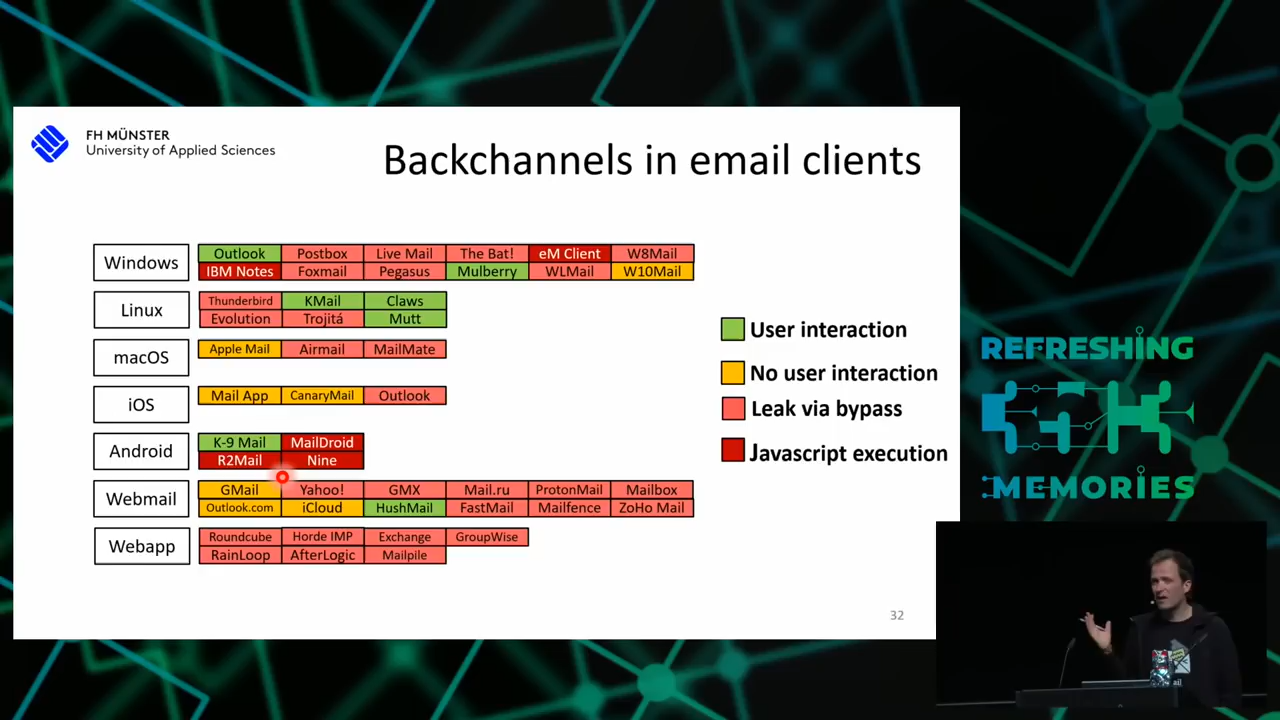 FH MÜNSTER
University of Applied Sciences
Backchannels in email clients
Windows
Outlook Postbox Live Mail The Bat! eM Client W8Mail
IBM Notes Foxmail Pegasus Mulberry WLMail W10Mail
Linux
Thunderbird KMail Claws
Evolution Trojitá Mutt
macOS
Apple Mail Airmail MailMate
iOS
Mail App CanaryMail Outlook
Android
K-9 Mail MailDroid
R2Mail Nine
Webmail
GMail Yahoo! GMX Mail.ru ProtonMail Mailbox
Outlook.com iCloud HushMail FastMail Mailfence ZoHo Mail
Webapp
Roundcube Horde IMP Exchange GroupWise
RainLoop AfterLogic Mailpile
User interaction
No user interaction
Leak via bypass
Javascript execution
32
REFRESHING
MEMORIES